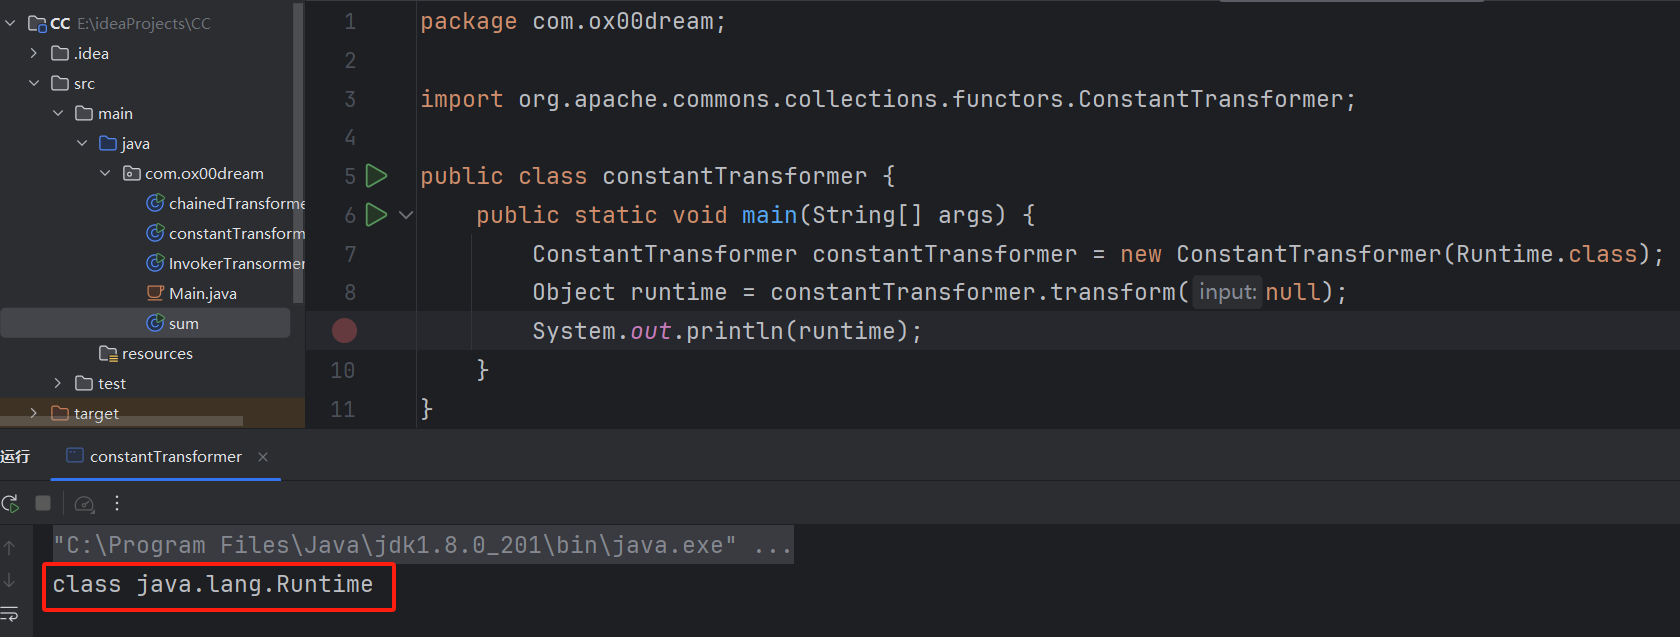 CC E:\ideaProjects\CC
.idea
src
main
java
com.ox00dream
chainedTransforme
constantTransform
InvokerTransormer
Main.java
sum
resources
test
target
1 package com.ox00dream;
2
3 import org.apache.commons.collections.functors.ConstantTransformer;
4
5 public class constantTransformer {
6 public static void main(String[] args) {
7 ConstantTransformer constantTransformer = new ConstantTransformer(Runtime.class);
8 Object runtime = constantTransformer.transform( input: null);
System.out.println(runtime);
10 }
11 }
运行 constantTransformer
"C:\Program Files\Java\jdk1.8.0_201\bin\java.exe" ...
class java.lang.Runtime